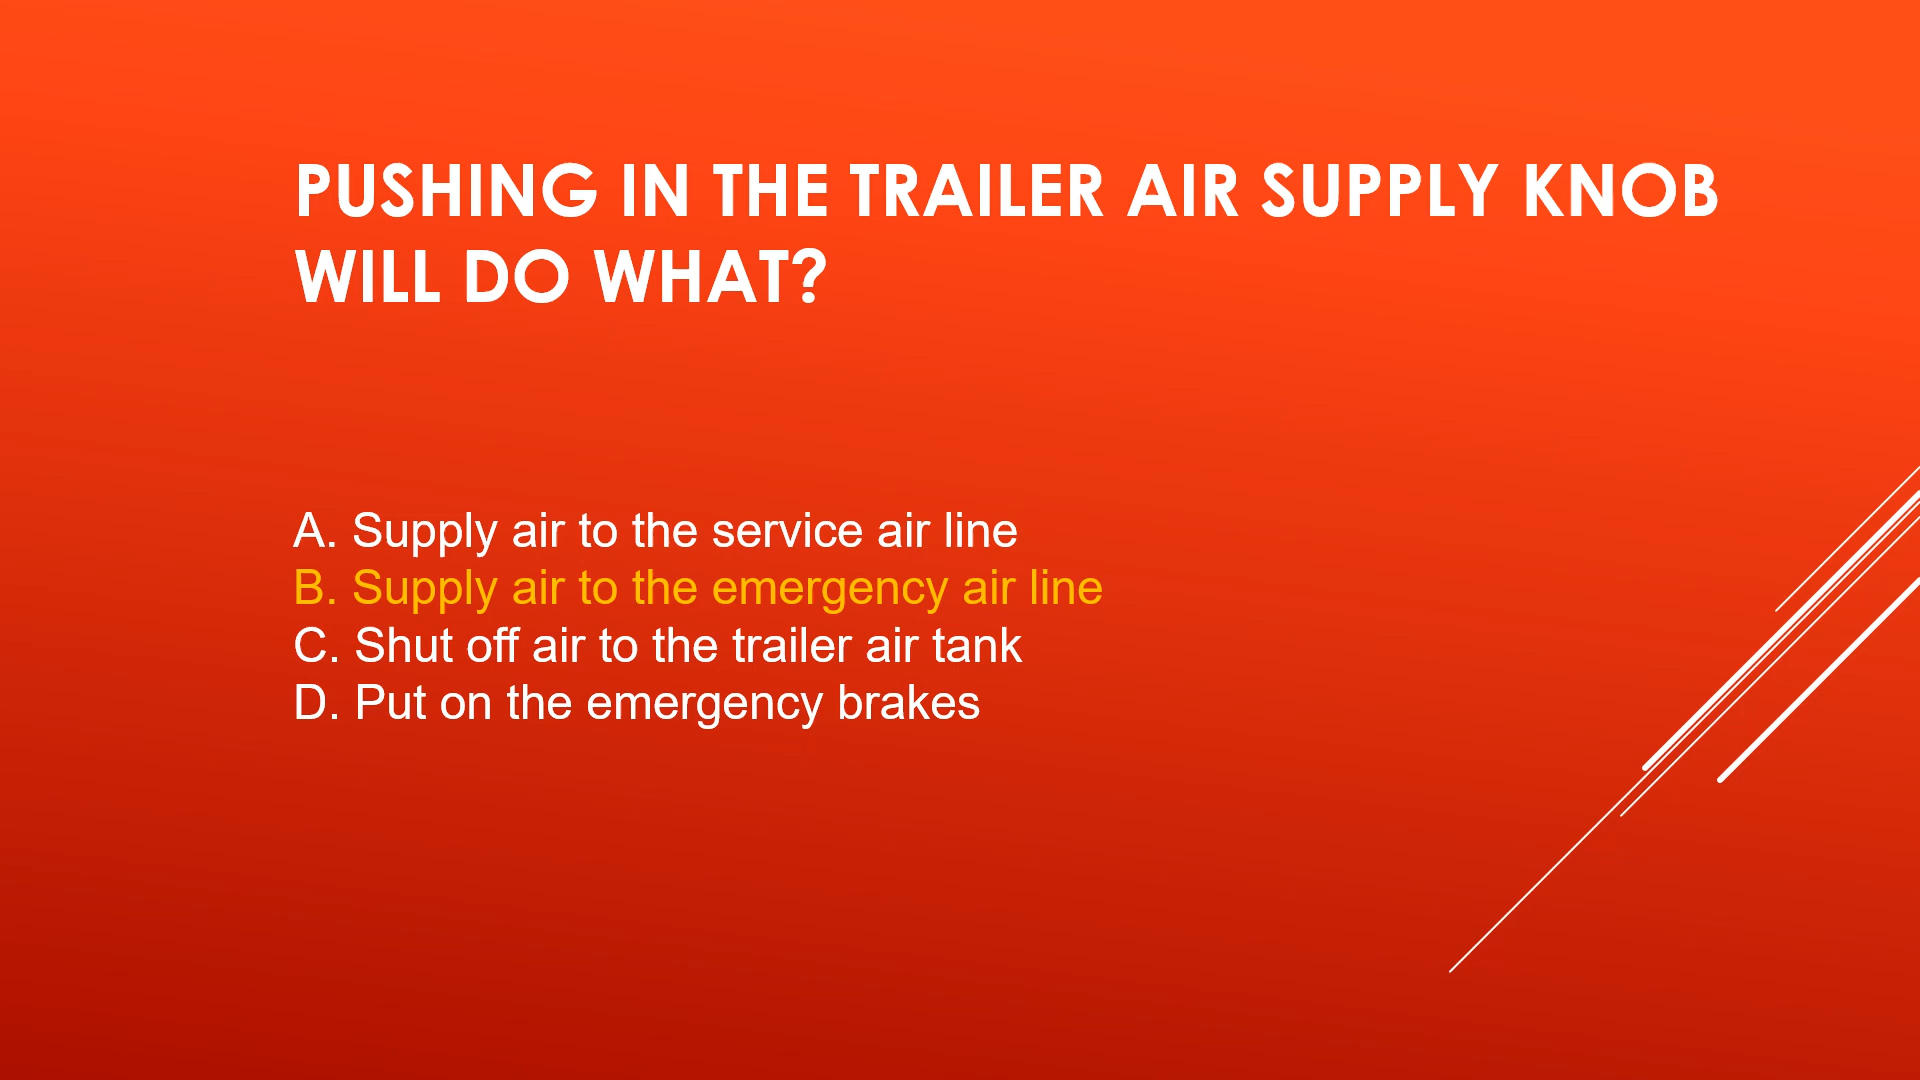 PUSHING IN THE TRAILER AIR SUPPLY KNOB
WILL DO WHAT?
A. Supply air to the service air line
B. Supply air to the emergency air line
C. Shut off air to the trailer air tank
D. Put on the emergency brakes